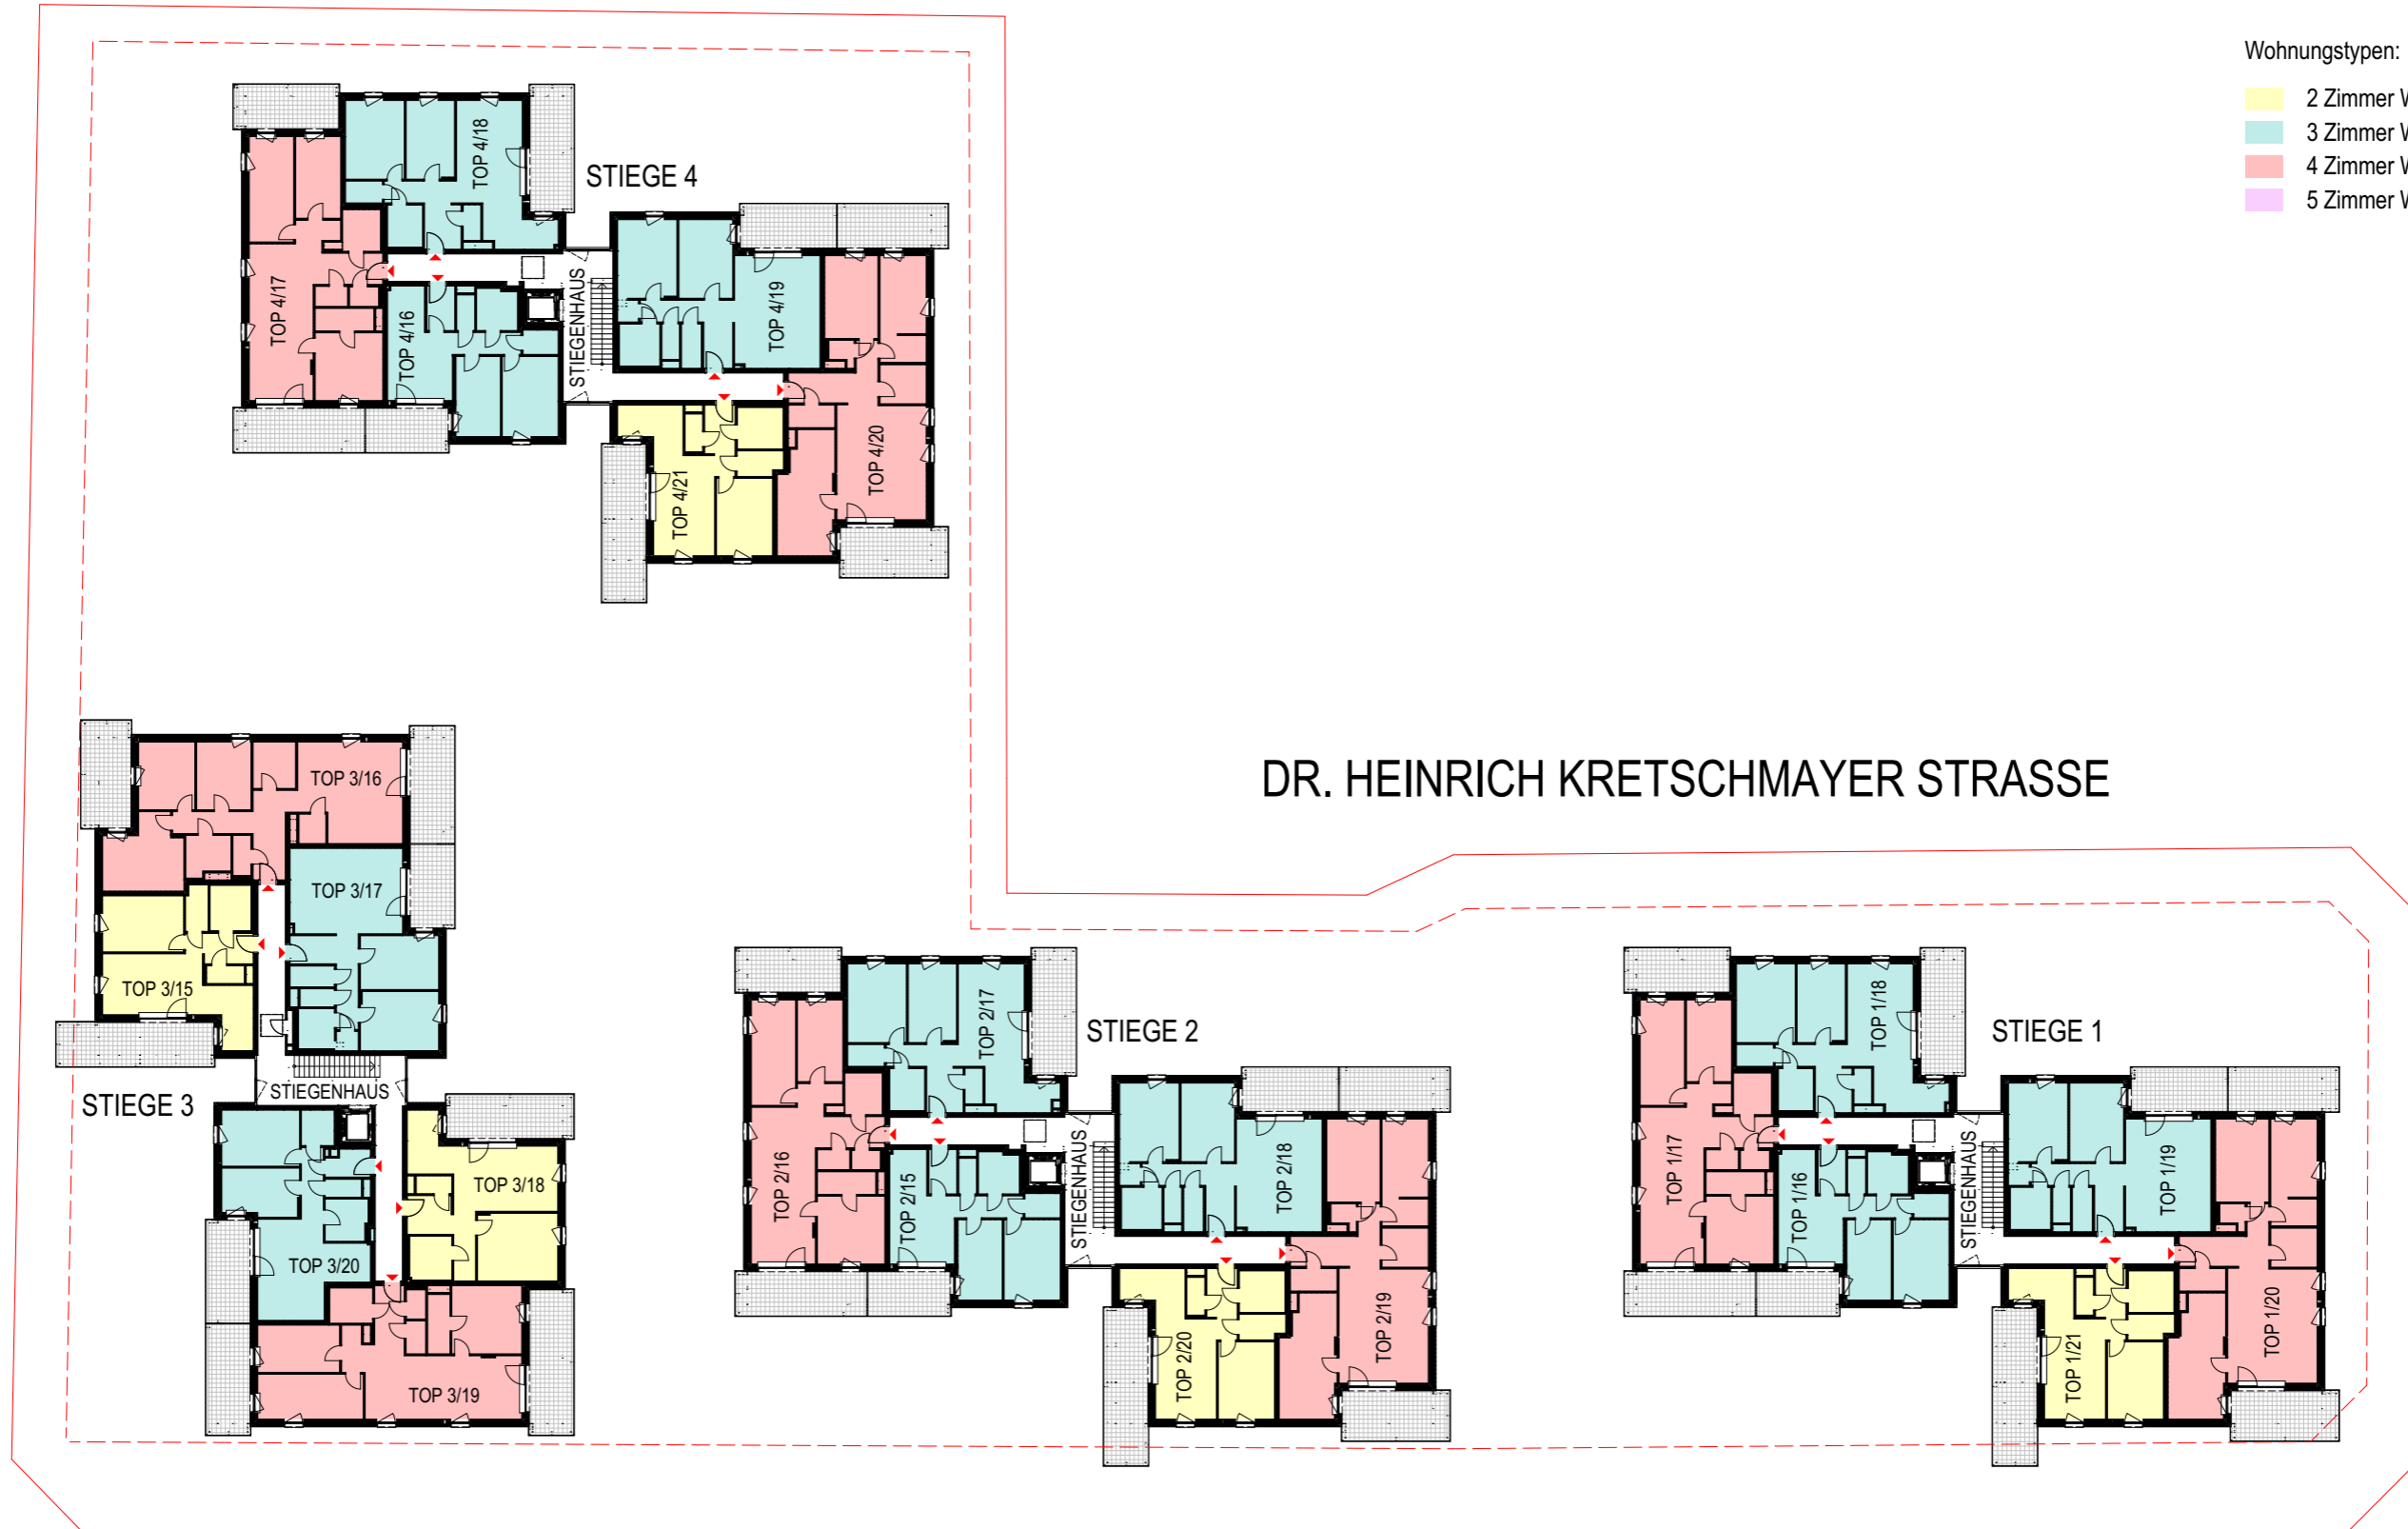 Wohnungstypen:
2 Zimmer W
3 Zimmer W
4 Zimmer W
5 Zimmer W
TOP 4/18
STIEGE 4
TOP 4/17
TOP 4/16
STIEGENHAUS
TOP 4/19
TOP 4/20
TOP 4/21
DR. HEINRICH KRETSCHMAYER STRASSE
TOP 3/16
TOP 3/17
TOP 3/15
STIEGENHAUS
STIEGE 3
TOP 3/18
TOP 3/20
TOP 3/19
TOP 2/17
STIEGE 2
TOP 2/16
TOP 2/15
STIEGENHAUS
TOP 2/18
TOP 2/19
TOP 2/20
TOP 1/18
STIEGE 1
TOP 1/17
TOP 1/16
STIEGENHAUS
TOP 1/19
TOP 1/20
TOP 1/21